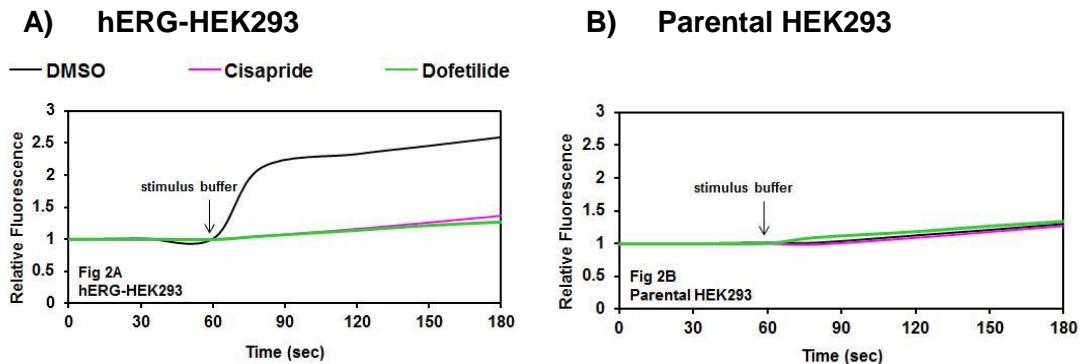 A) hERG-HEK293
B) Parental HEK293
DMSO Cisapride Dofetilide
Relative Fluorescence
3
2.5
2
1.5
1
0.5
0
stimulus buffer
Fig 2A
hERG-HEK293
0 30 60 90 120 150 180
Time (sec)
Relative Fluorescence
3
2.5
2
1.5
1
0.5
0
stimulus buffer
Fig 2B
Parental HEK293
0 30 60 90 120 150 180
Time (sec)